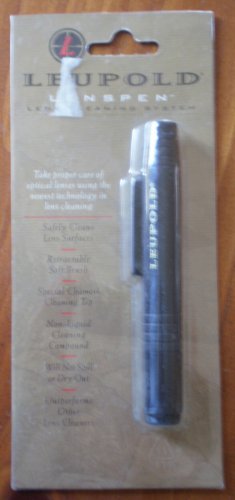 LEUPOLD
LENSPEN™
LENS CLEANING SYSTEM
Take proper care of
optical lenses using the
newest technology in
lens cleaning
Safely Cleans
Lens Surfaces
Retractable
Soft Brush
Special Chamois
Cleaning Tip
Non-Liquid
Cleaning
Compound
Will Not Spill
or Dry Out
Outperforms
Other
Lens Cleaners
LEUPOLD